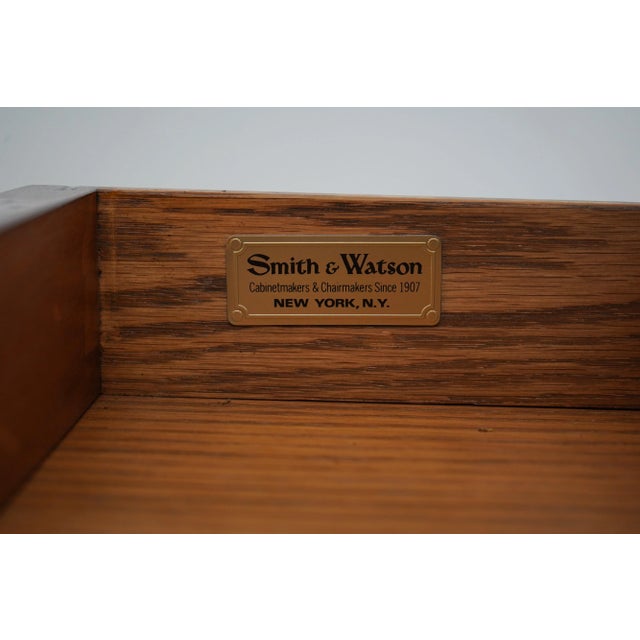 Smith & Watson
Cabinetmakers & Chairmakers Since 1907
NEW YORK, N.Y.